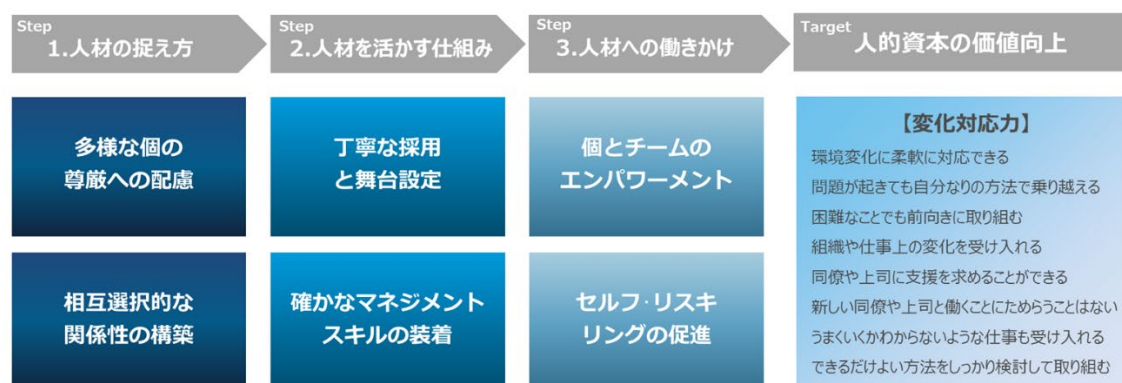 Step
1.人材の捉え方
Step
2.人材を活かす仕組み
Step
3.人材への働きかけ
Target
人的資本の価値向上
多様な個の
尊厳への配慮
丁寧な採用
と舞台設定
個とチームの
エンパワーメント
相互選択的な
関係性の構築
確かなマネジメント
スキルの装着
セルフ・リスキ
リングの促進
【変化対応力】
環境変化に柔軟に対応できる
問題が起きても自分なりの方法で乗り越える
困難なことでも前向きに取り組む
組織や仕事上の変化を受け入れる
同僚や上司に支援を求めることができる
新しい同僚や上司と働くことにためらうことはない
うまくいくかわからないような仕事も受け入れる
できるだけよい方法をしっかり検討して取り組む